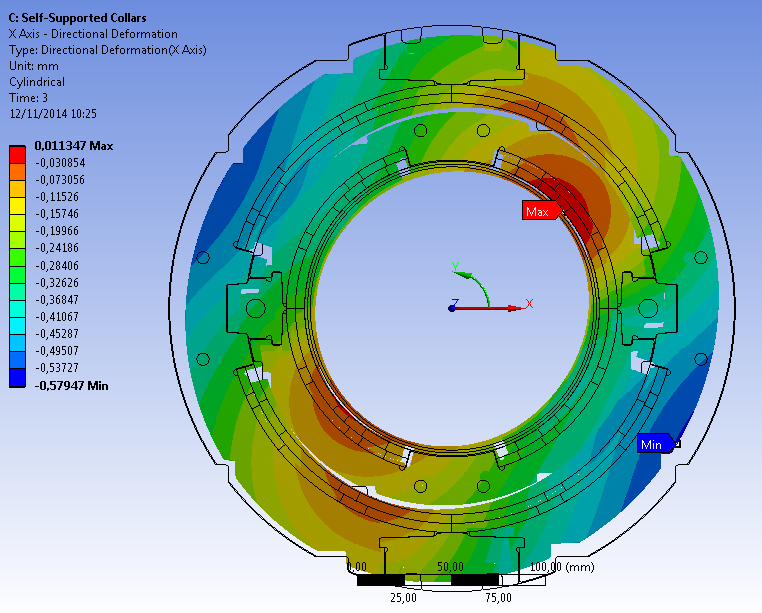 C: Self-Supported Collars
X Axis - Directional Deformation
Type: Directional Deformation(X Axis)
Unit: mm
Cylindrical
Time: 3
12/11/2014 10:25
0,011347 Max
-0,030854
-0,073056
-0,11526
-0,15746
-0,19966
-0,24186
-0,28406
-0,32626
-0,36847
-0,41067
-0,45287
-0,49507
-0,53727
-0,57947 Min
Max
Y
Z
X
Min
0,00 50,00 100,00 (mm)
25,00 75,00